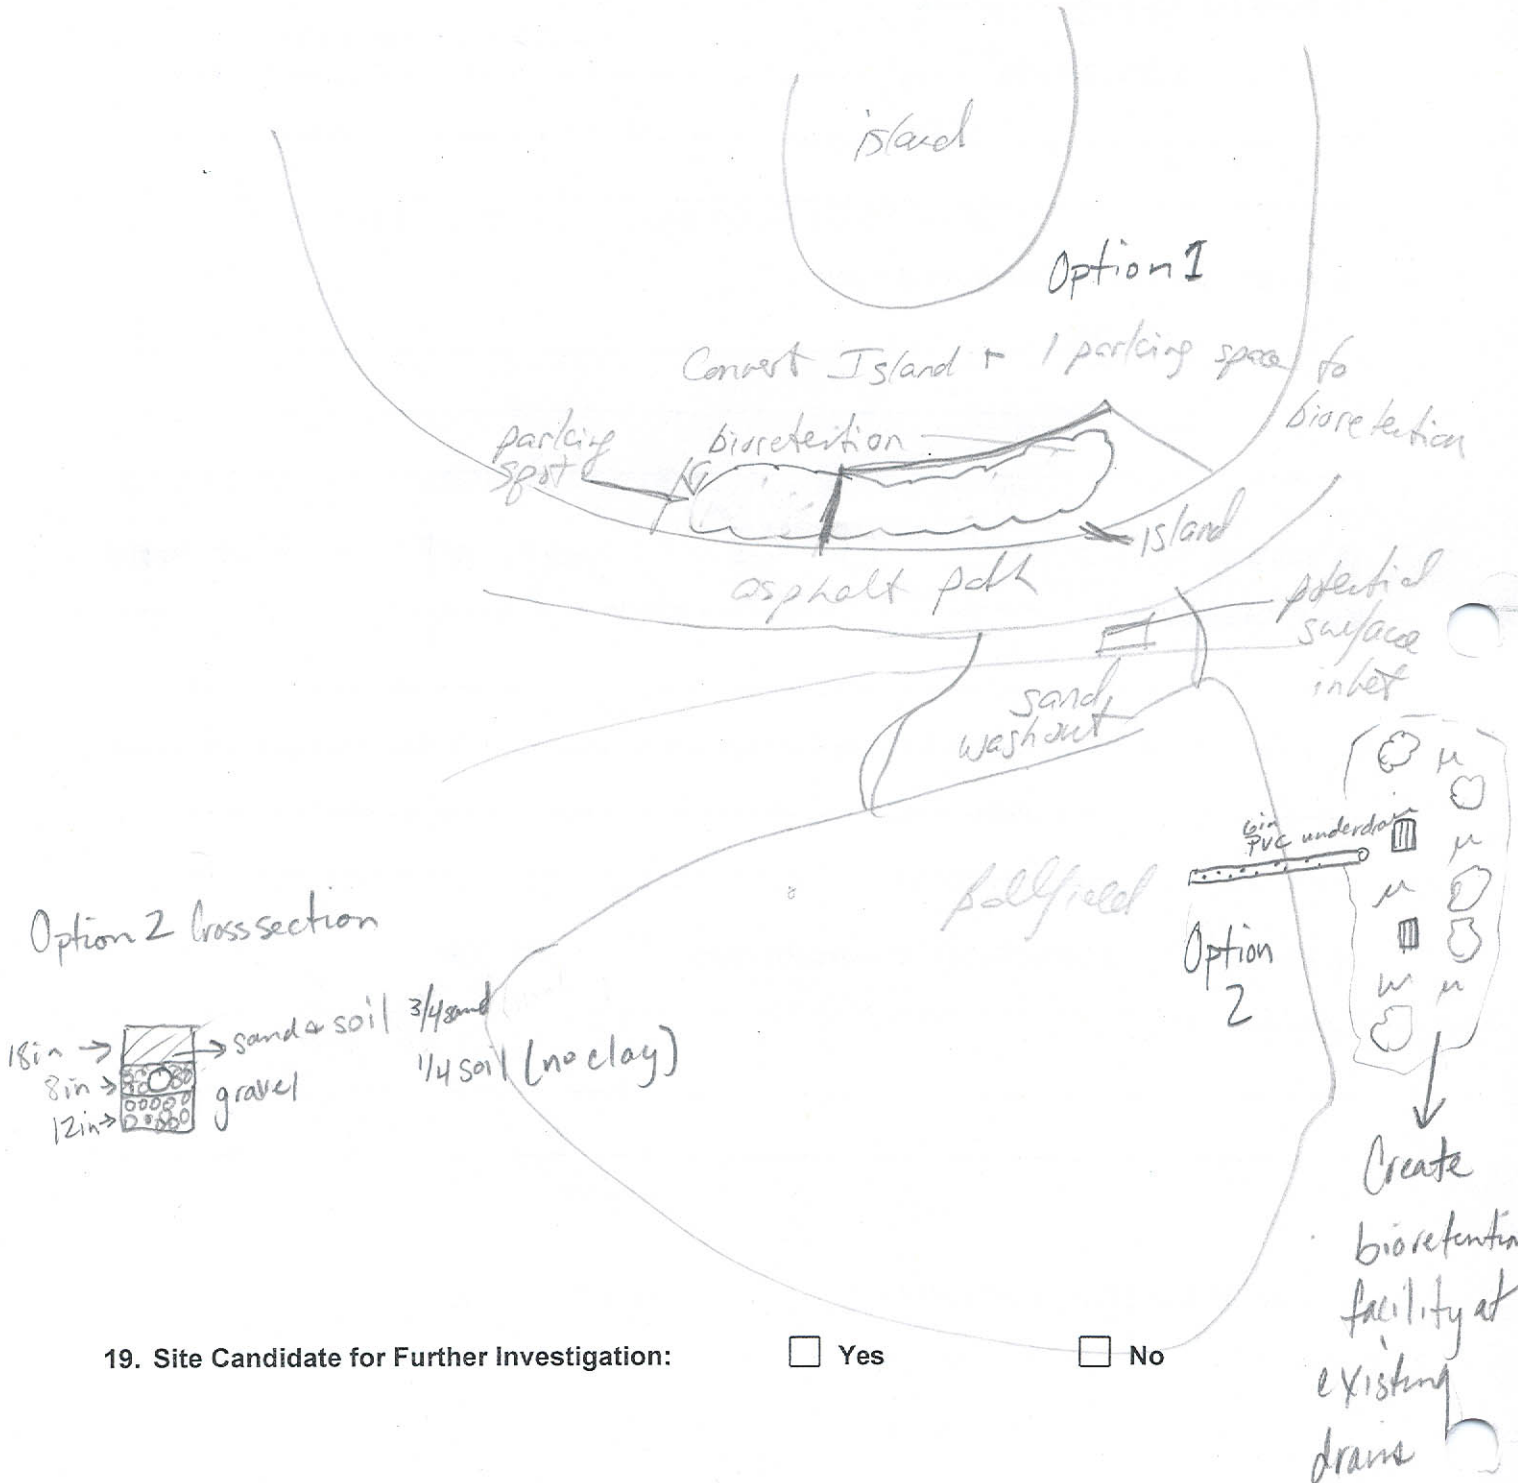 island
Option 1
Convert Island + 1 parking space to
bioretention
parking
spot
bioretention
Island
asphalt path
potential
surface
inlet
sand
washout
6in
PVC underdrain
ballfield
Option
2
Option 2 Cross section
18in
8in
12in
sand & soil 3/4 sand
1/4 soil (no clay)
gravel
Create
bioretention
facility at
existing
drains
19. Site Candidate for Further Investigation: Yes No